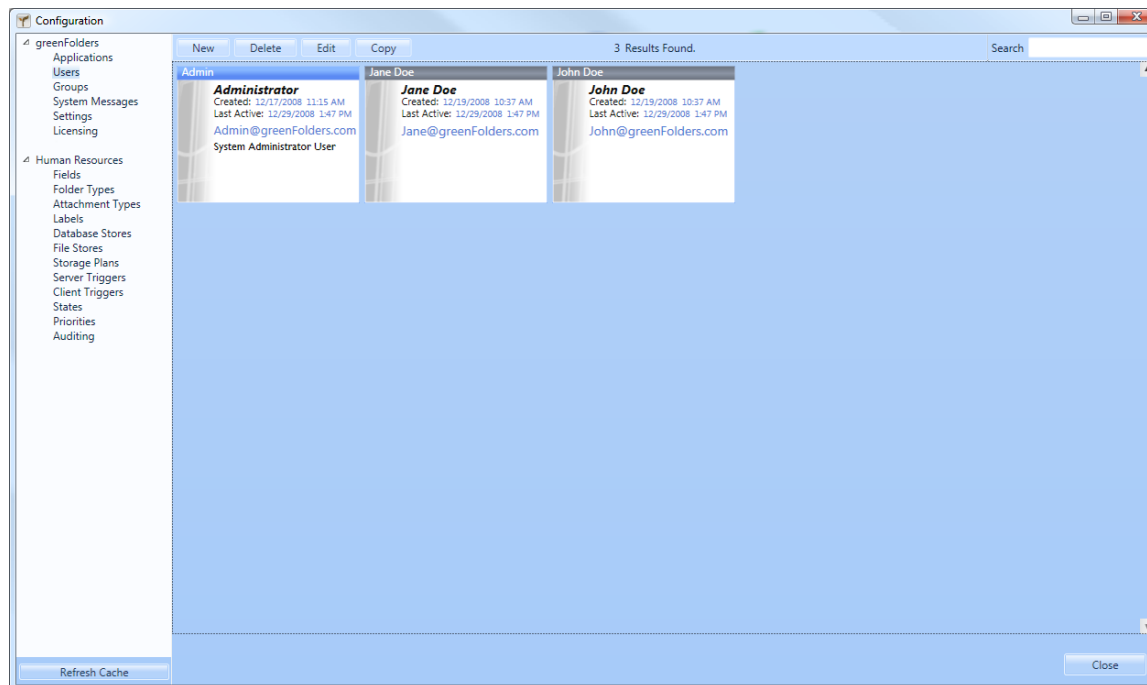 Configuration
greenFolders
Applications
Users
Groups
System Messages
Settings
Licensing
Human Resources
Fields
Folder Types
Attachment Types
Labels
Database Stores
File Stores
Storage Plans
Server Triggers
Client Triggers
States
Priorities
Auditing
Refresh Cache
New Delete Edit Copy 3 Results Found. Search
Admin
Administrator
Created: 12/17/2008 11:15 AM
Last Active: 12/29/2008 1:47 PM
Admin@greenFolders.com
System Administrator User
Jane Doe
Jane Doe
Created: 12/19/2008 10:37 AM
Last Active: 12/29/2008 1:47 PM
Jane@greenFolders.com
John Doe
John Doe
Created: 12/19/2008 10:37 AM
Last Active: 12/29/2008 1:47 PM
John@greenFolders.com
Close